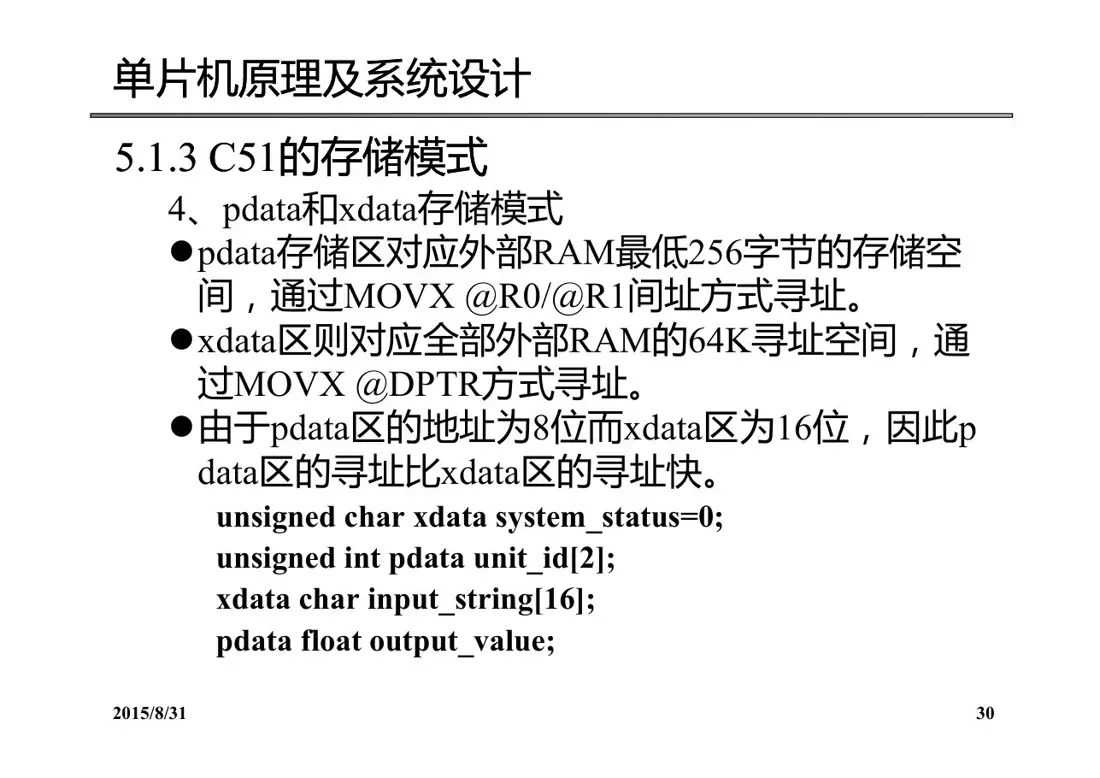 单片机原理及系统设计
5.1.3 C51的存储模式
4、pdata和xdata存储模式
●pdata存储区对应外部RAM最低256字节的存储空
间，通过MOVX @R0/@R1间址方式寻址。
●xdata区则对应全部外部RAM的64K寻址空间，通
过MOVX @DPTR方式寻址。
●由于pdata区的地址为8位而xdata区为16位，因此p
data区的寻址比xdata区的寻址快。
unsigned char xdata system_status=0;
unsigned int pdata unit_id[2];
xdata char input_string[16];
pdata float output_value;
2015/8/31
30